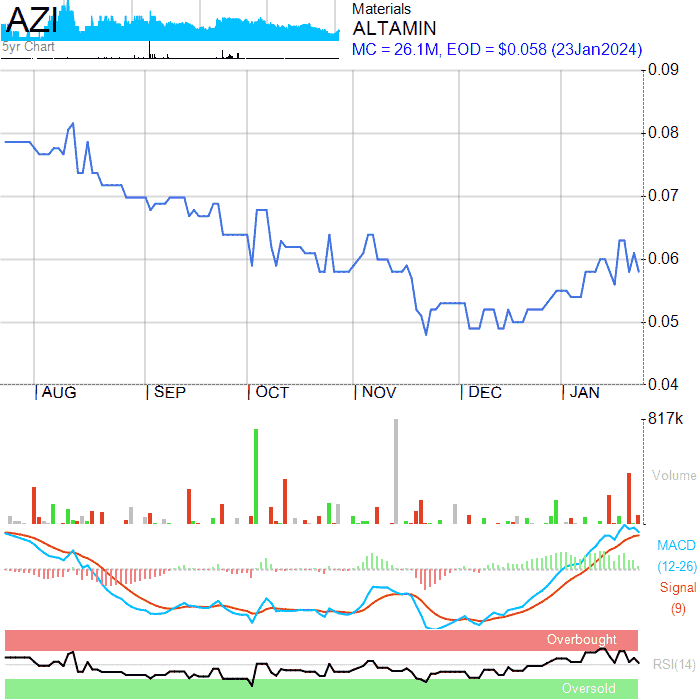 AZI
5yr Chart
Materials
ALTAMIN
MC = 26.1M, EOD = $0.058 (23Jan2024)
0.09
0.08
0.07
0.06
0.05
0.04
AUG SEP OCT NOV DEC JAN
817k
Volume
MACD
(12-26)
Signal
(9)
Overbought
RSI(14)
Oversold